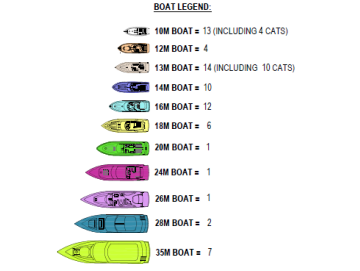 BOAT LEGEND:
10M BOAT = 13 (INCLUDING 4 CATS)
12M BOAT = 4
13M BOAT = 14 (INCLUDING 10 CATS)
14M BOAT = 10
16M BOAT = 12
18M BOAT = 6
20M BOAT = 1
24M BOAT = 1
26M BOAT = 1
28M BOAT = 2
35M BOAT = 7